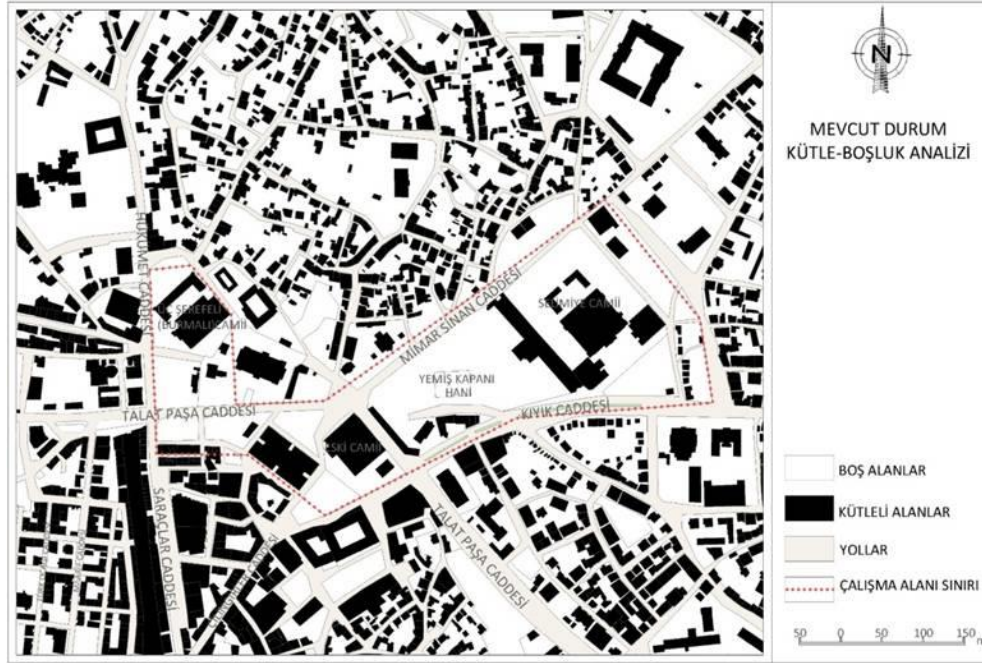 N
MEVCUT DURUM
KÜTLE-BOŞLUK ANALİZİ
HÜKUMET CADDESİ
ÜÇ ŞEREFELİ
(BURMALI)CAMİİ
MİMAR SİNAN CADDESİ
SELİMİYE CAMİİ
YEMİŞ KAPANI
HANI
TALAT PAŞA CADDESİ
KIYIK CADDESİ
ESKİ CAMİİ
SARAÇLAR CADDESİ
TALAT PAŞA CADDESİ
BOŞ ALANLAR
KÜTLELİ ALANLAR
YOLLAR
ÇALIŞMA ALANI SINIRI
50 0 50 100 150 m